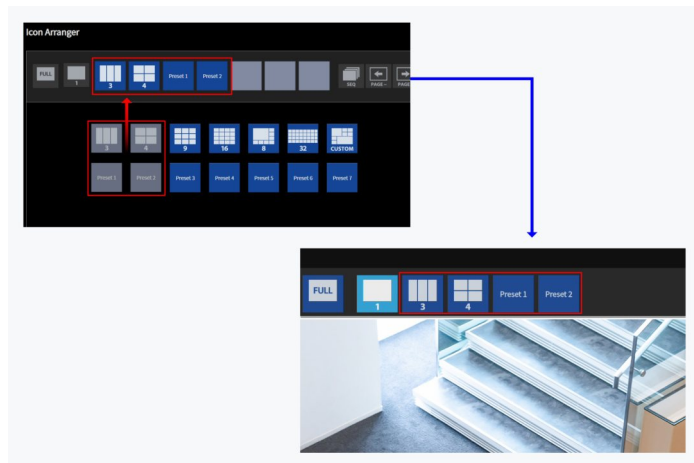 Icon Arranger
FULL
1
3
4
Preset 1
Preset 2
SEQ
PAGE -
PAGE
3
4
9
16
8
32
CUSTOM
Preset 1
Preset 2
Preset 3
Preset 4
Preset 5
Preset 6
Preset 7
FULL
1
3
4
Preset 1
Preset 2